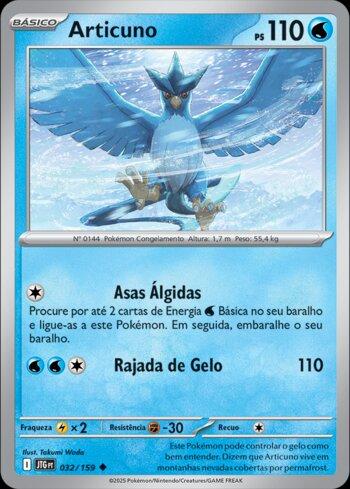 BÁSICO
Articuno
PS 110
Nº 0144 Pokémon Congelamento Altura: 1,7 m Peso: 55,4 kg
Asas Álgidas
Procure por até 2 cartas de Energia Básica no seu baralho
e ligue-as a este Pokémon. Em seguida, embaralhe o seu
baralho.
Rajada de Gelo 110
Fraqueza x2 Resistência -30 Recuo
Ilust. Takumi Wada
I JTG PT 032/159
Este Pokémon pode controlar o gelo como
bem entender. Dizem que Articuno vive em
montanhas nevadas cobertas por permafrost.
©2025 Pokémon/Nintendo/Creatures/GAME FREAK